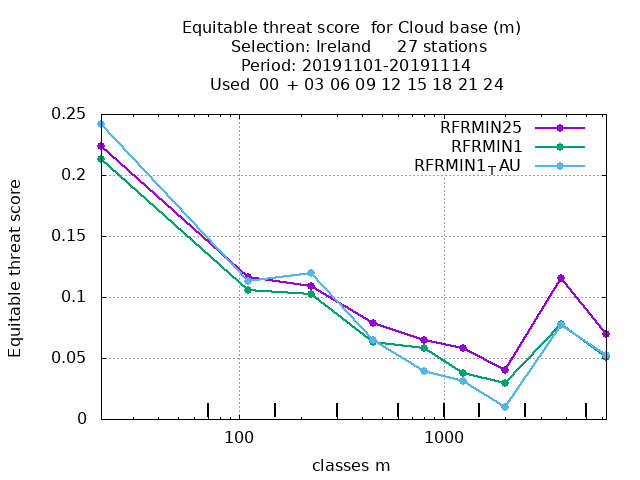 Equitable threat score  for Cloud base (m)
Selection: Ireland     27 stations
Period: 20191101-20191114
Used  00 + 03 06 09 12 15 18 21 24
RFRMIN25
RFRMIN1
RFRMIN1TAU
0.25
0.2
0.15
0.1
0.05
0
Equitable threat score
100 1000
classes m